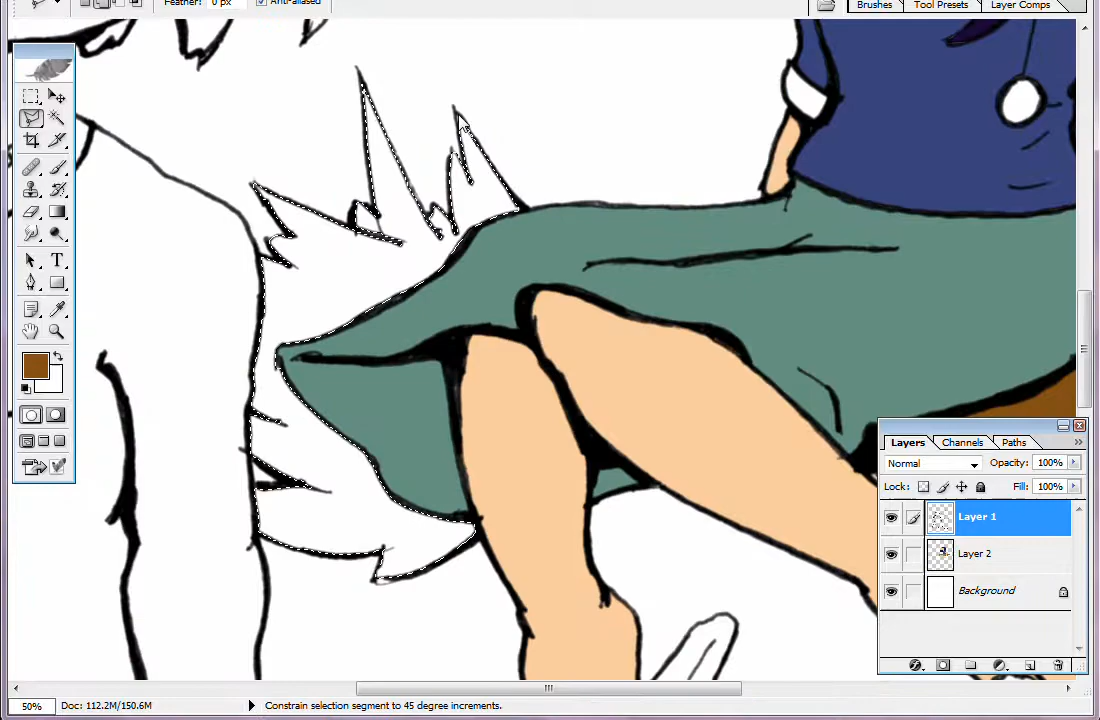 Feather: 0 px Anti-aliased Brushes Tool Presets Layer Comps
Layers Channels Paths
Normal Opacity: 100%
Lock: Fill: 100%
Layer 1
Layer 2
Background
50% Doc: 112.2M/150.6M Constrain selection segment to 45 degree increments.